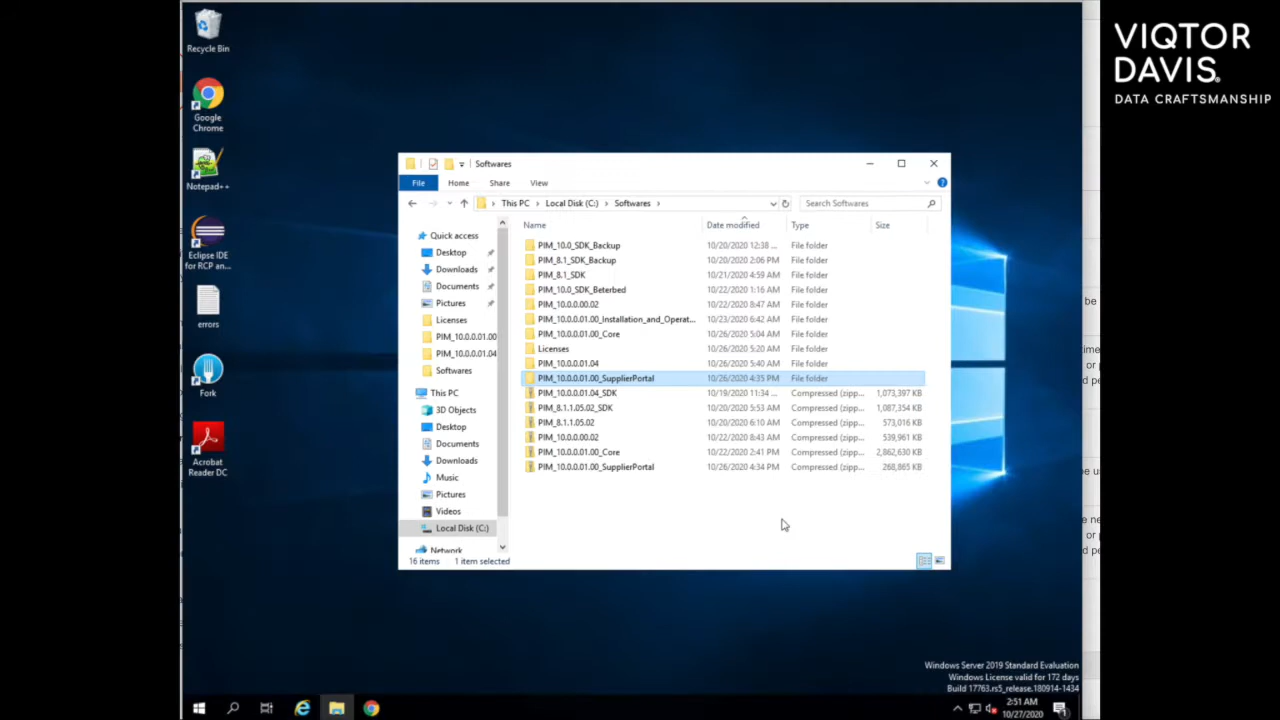 Recycle Bin
Google
Chrome
Notepad++
Eclipse IDE
for RCP an...
errors
Fork
Acrobat
Reader DC
VIQTOR
DAVIS®
DATA CRAFTSMANSHIP
Softwares
File Home Share View
This PC > Local Disk (C:) > Softwares >
Search Softwares
Name Date modified Type Size
Quick access
Desktop
Downloads
Documents
Pictures
Licenses
PIM_10.0.0.01.00
PIM_10.0.0.01.04
Softwares
This PC
3D Objects
Desktop
Documents
Downloads
Music
Pictures
Videos
Local Disk (C:)
Network
PIM_10.0_SDK_Backup 10/20/2020 12:38 ... File folder
PIM_8.1_SDK_Backup 10/20/2020 2:06 PM File folder
PIM_8.1_SDK 10/21/2020 4:59 AM File folder
PIM_10.0_SDK_Beterbed 10/22/2020 1:16 AM File folder
PIM_10.0.0.00.02 10/22/2020 8:47 AM File folder
PIM_10.0.0.01.00_Installation_and_Operat... 10/23/2020 6:42 AM File folder
PIM_10.0.0.01.00_Core 10/26/2020 5:04 AM File folder
Licenses 10/26/2020 5:20 AM File folder
PIM_10.0.0.01.04 10/26/2020 5:40 AM File folder
PIM_10.0.0.01.00_SupplierPortal 10/26/2020 4:35 PM File folder
PIM_10.0.0.01.04_SDK 10/19/2020 11:34 ... Compressed (zipp... 1,073,397 KB
PIM_8.1.1.05.02_SDK 10/20/2020 5:53 AM Compressed (zipp... 1,087,354 KB
PIM_8.1.1.05.02 10/20/2020 6:10 AM Compressed (zipp... 573,016 KB
PIM_10.0.0.00.02 10/22/2020 8:43 AM Compressed (zipp... 539,961 KB
PIM_10.0.0.01.00_Core 10/22/2020 2:41 PM Compressed (zipp... 2,862,630 KB
PIM_10.0.0.01.00_SupplierPortal 10/26/2020 4:34 PM Compressed (zipp... 268,865 KB
16 items 1 item selected
Windows Server 2019 Standard Evaluation
Windows License valid for 172 days
Build 17763.rs5_release.180914-1434
2:51 AM
10/27/2020